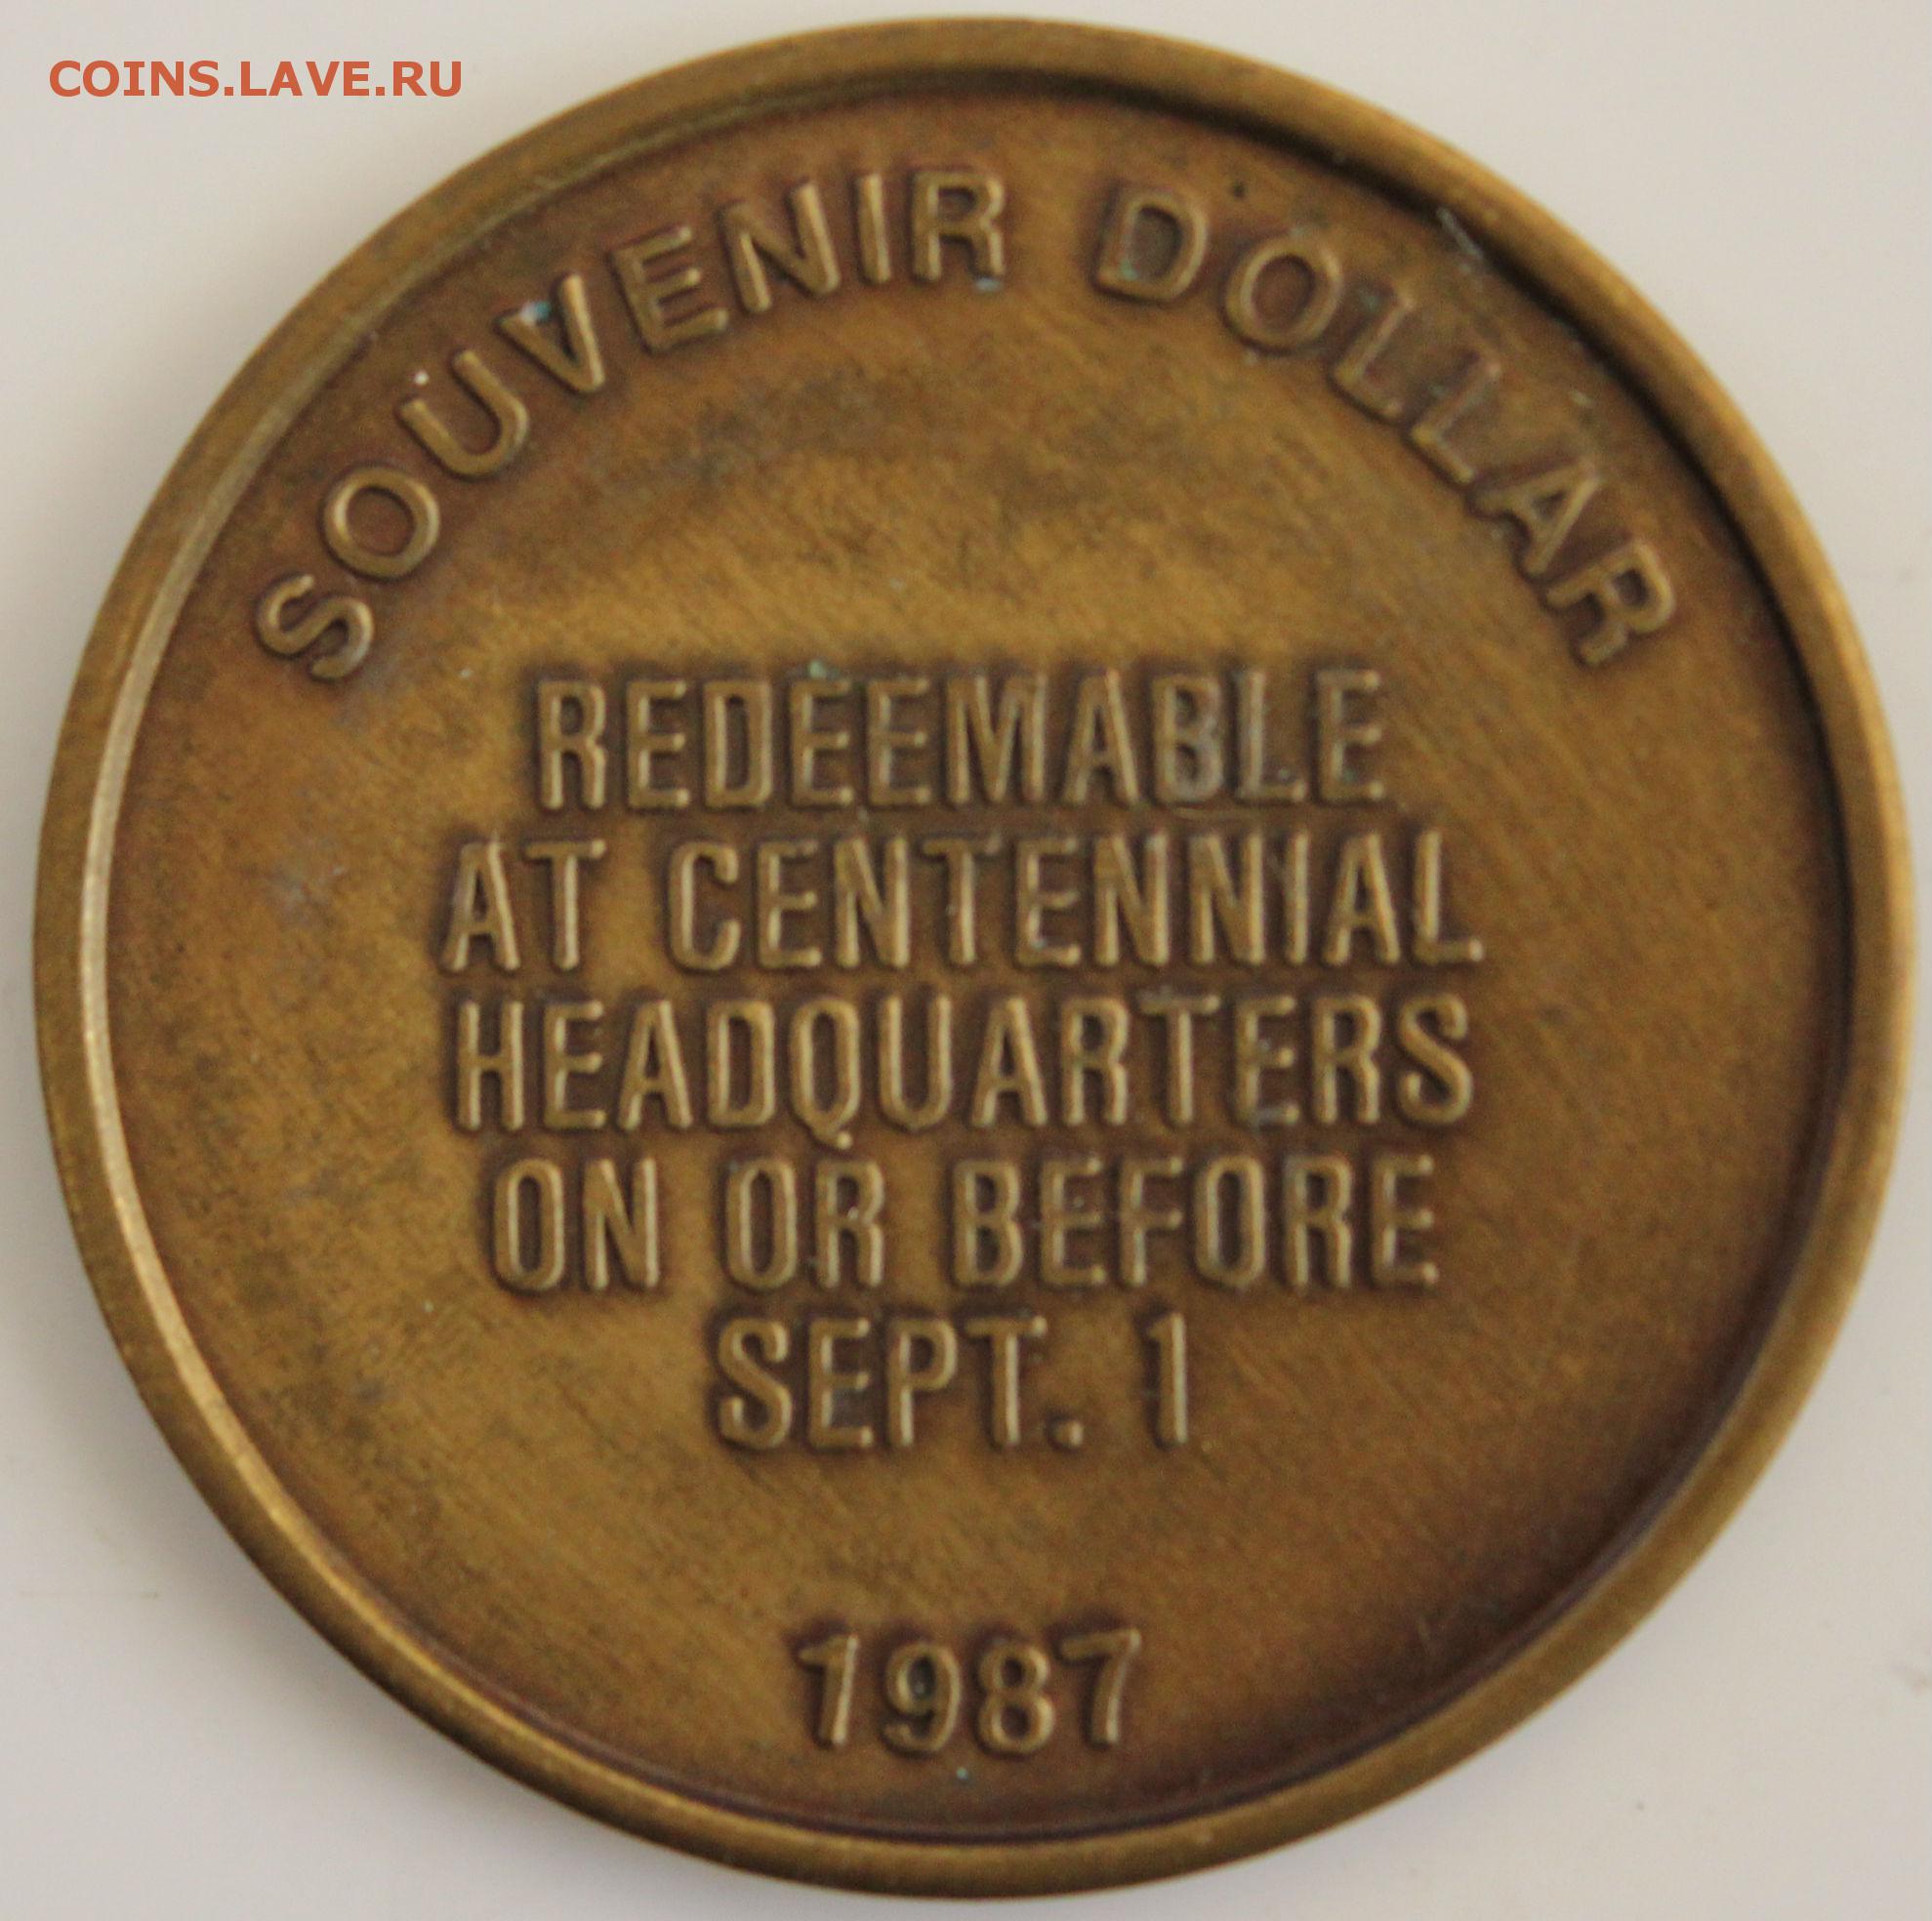 COINS.LAVE.RU
SOUVENIR DOLLAR
REDEEMABLE
AT CENTENNIAL
HEADQUARTERS
ON OR BEFORE
SEPT. 1
1987